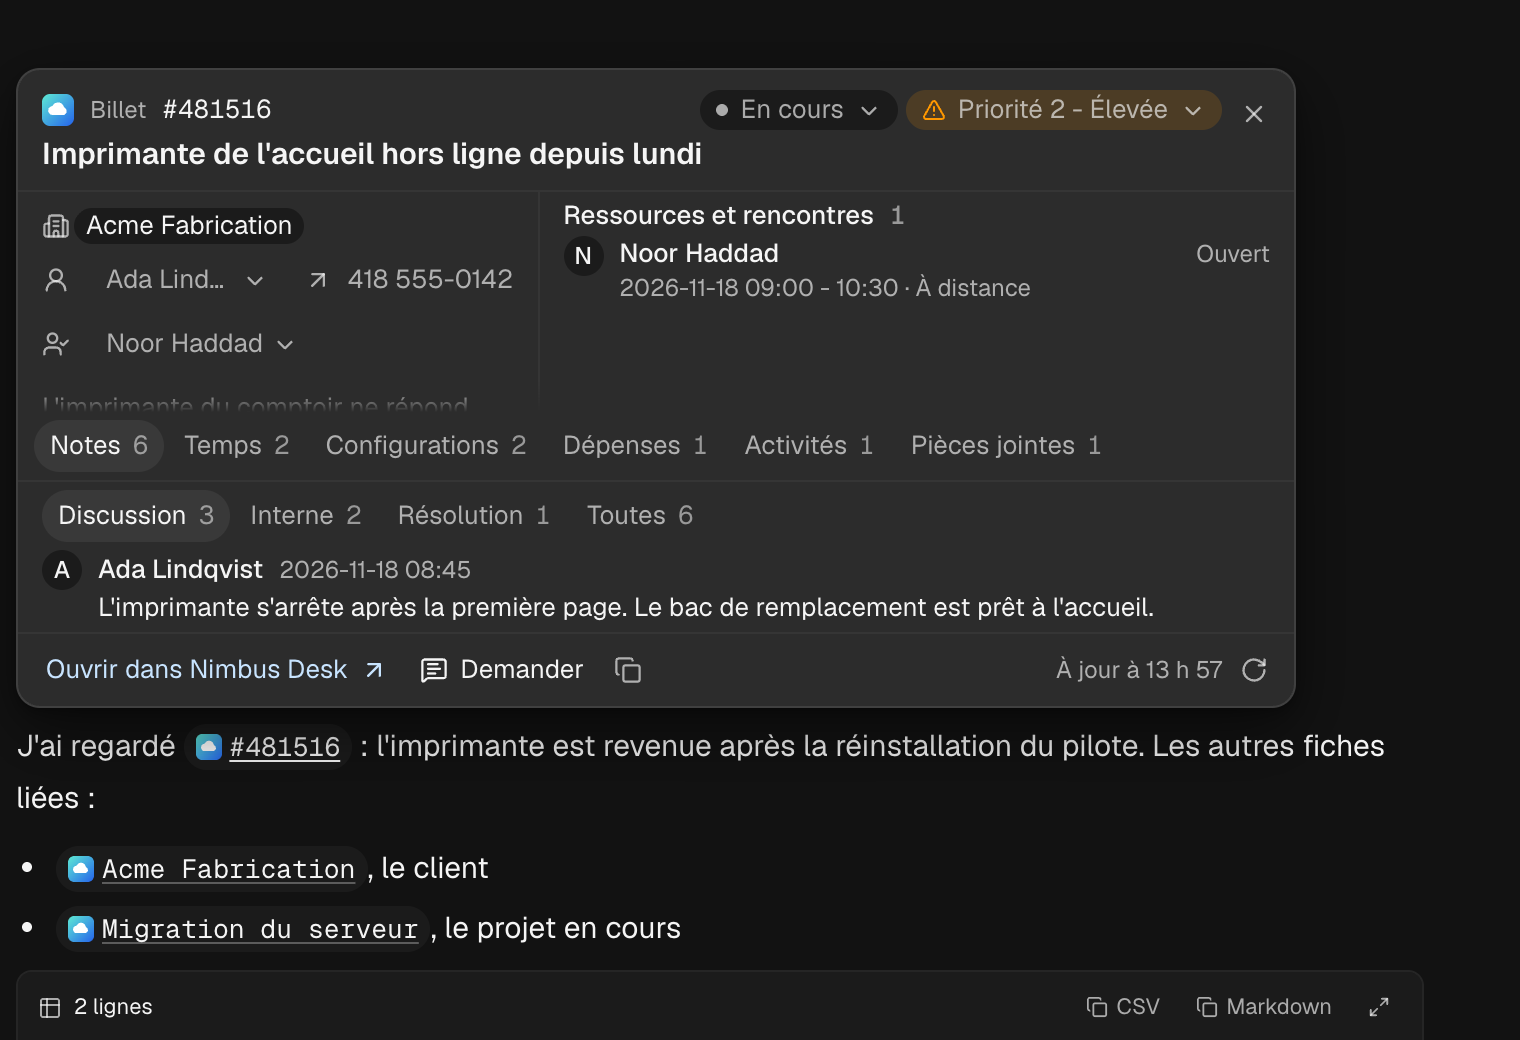 Billet #481516
En cours
Priorité 2 - Élevée
Imprimante de l'accueil hors ligne depuis lundi
Acme Fabrication
Ada Lind...
418 555-0142
Noor Haddad
L'imprimante du comptoir ne répond
Ressources et rencontres 1
N
Noor Haddad
Ouvert
2026-11-18 09:00 - 10:30 · À distance
Notes 6 Temps 2 Configurations 2 Dépenses 1 Activités 1 Pièces jointes 1
Discussion 3 Interne 2 Résolution 1 Toutes 6
A
Ada Lindqvist 2026-11-18 08:45
L'imprimante s'arrête après la première page. Le bac de remplacement est prêt à l'accueil.
Ouvrir dans Nimbus Desk Demander À jour à 13 h 57
J'ai regardé #481516 : l'imprimante est revenue après la réinstallation du pilote. Les autres fiches
liées :
• Acme Fabrication, le client
• Migration du serveur, le projet en cours
2 lignes CSV Markdown